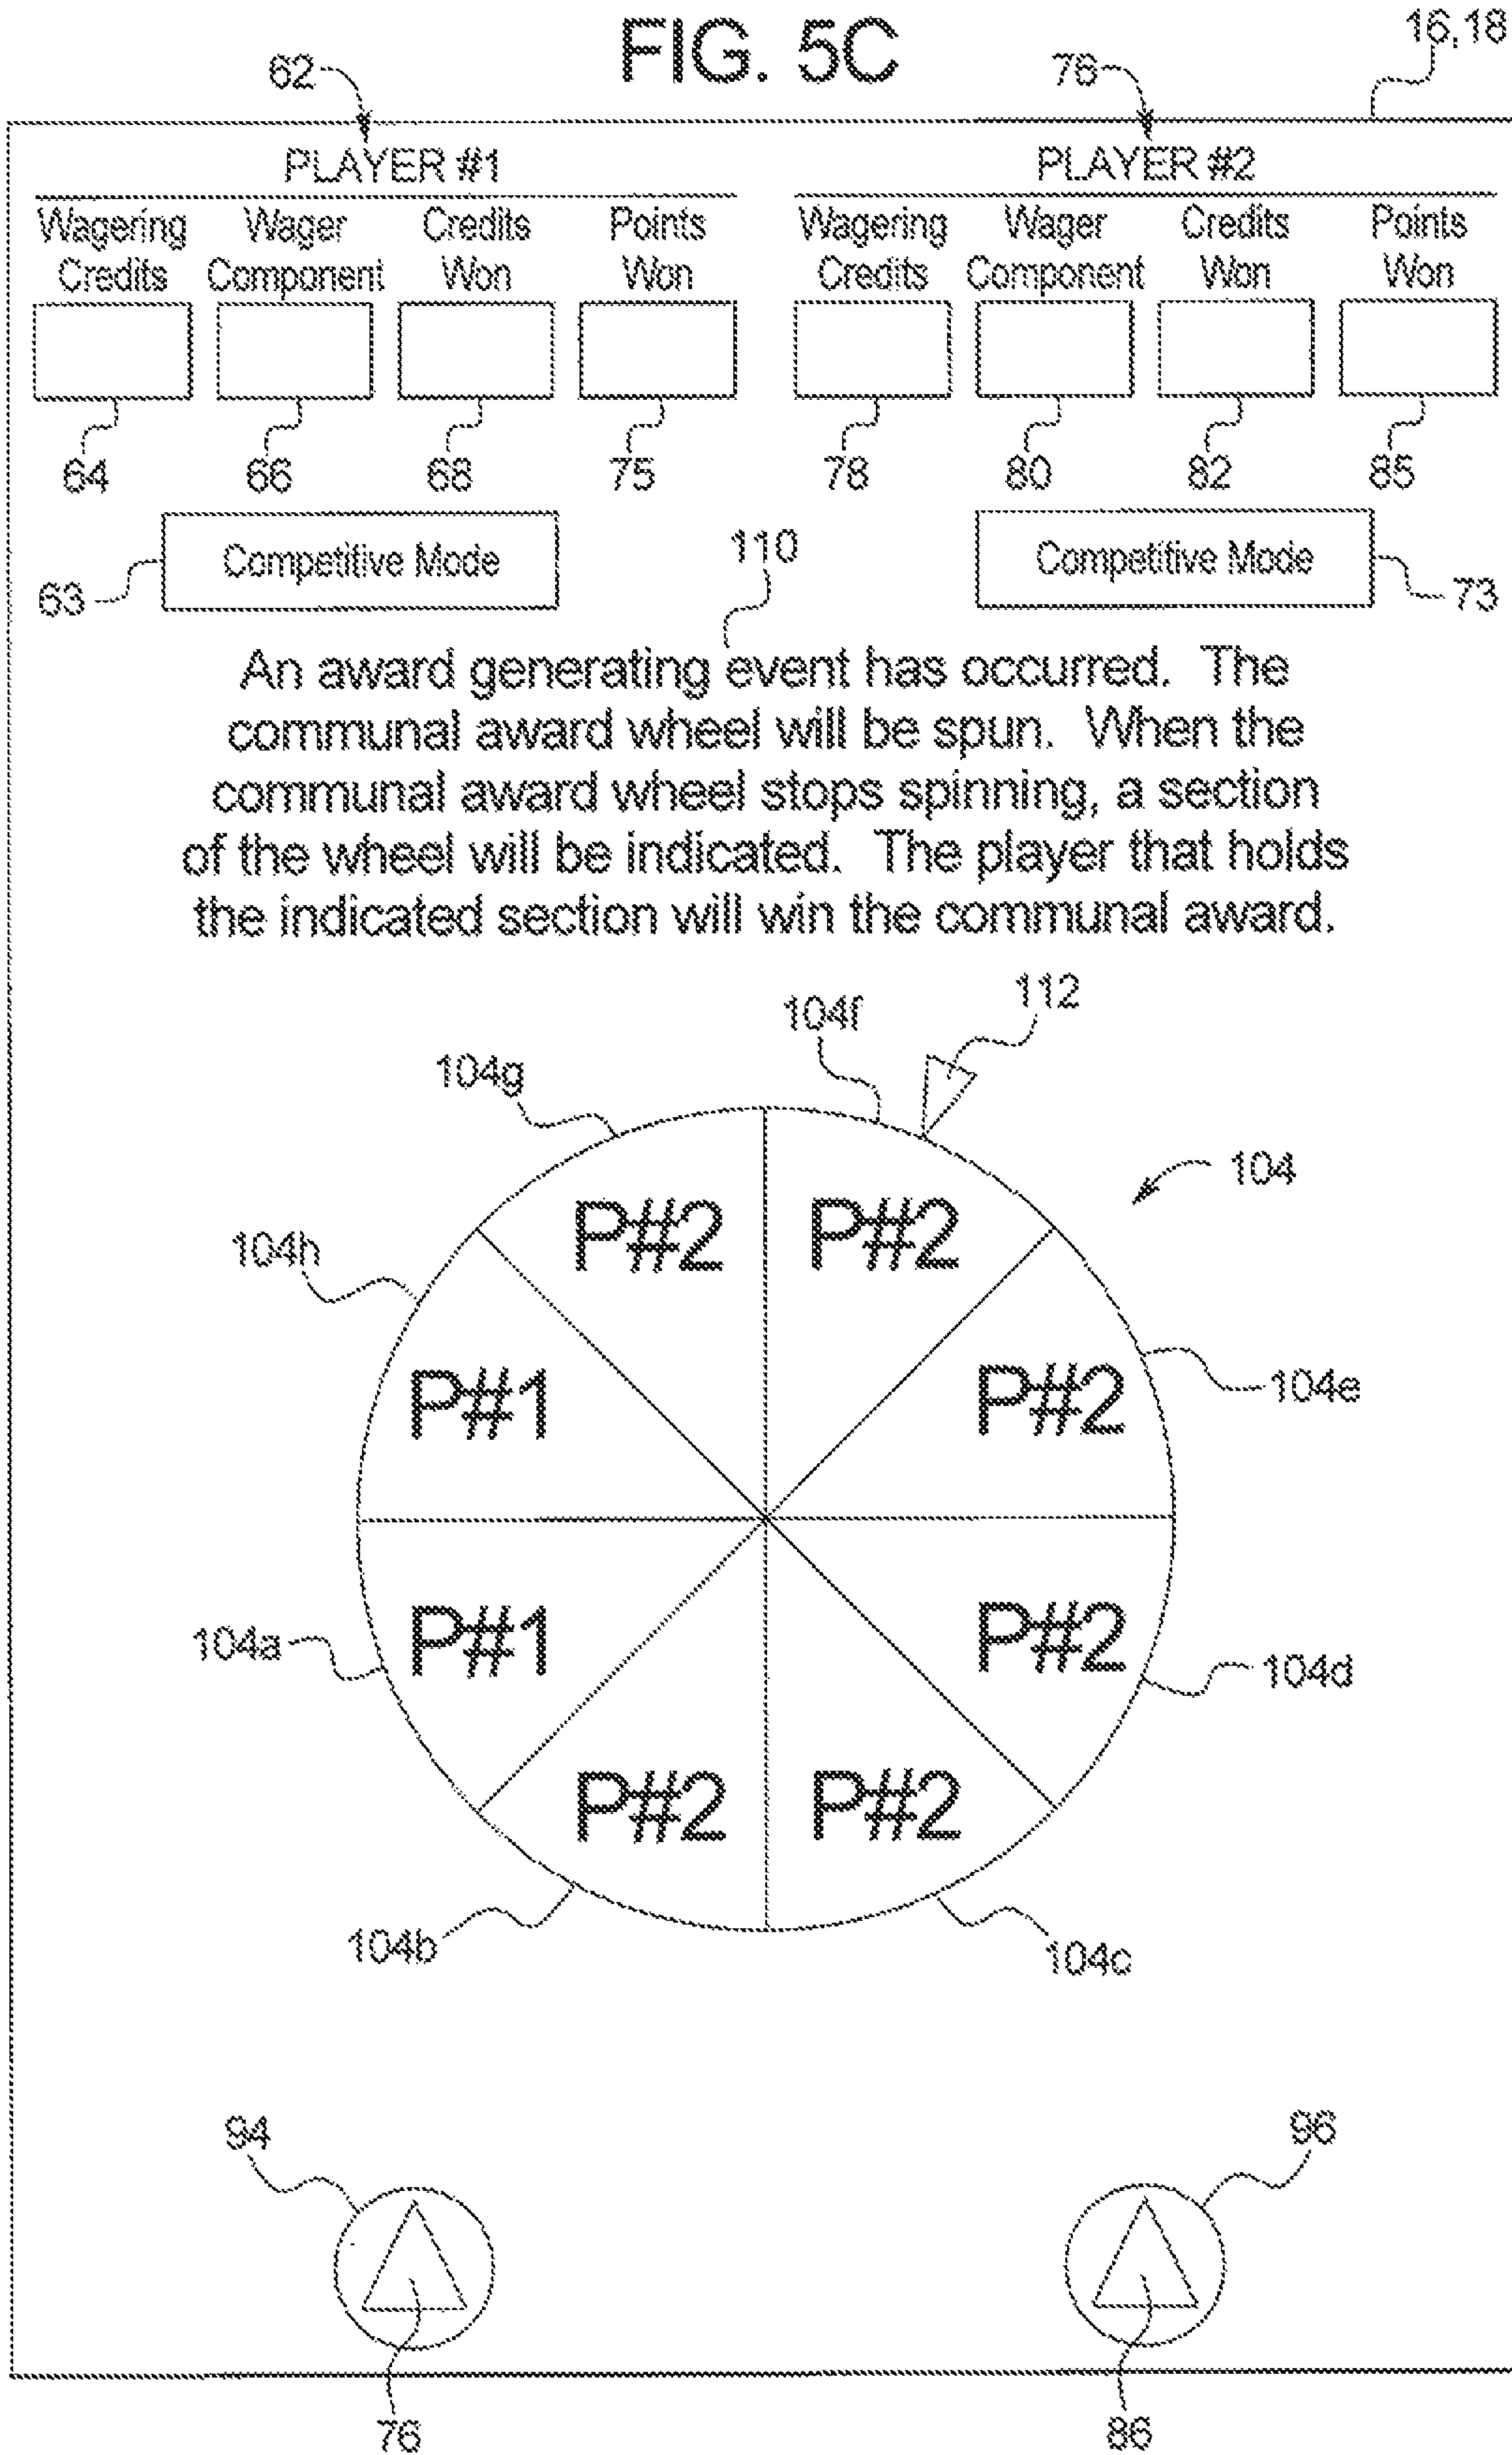 FIG. 5C
16,18
62
76
PLAYER #1
PLAYER #2
Wagering Credits
Wager Component
Credits Won
Points Won
Wagering Credits
Wager Component
Credits Won
Points Won
64
66
68
75
78
80
82
85
63
Competitive Mode
110
Competitive Mode
73
An award generating event has occurred. The
communal award wheel will be spun. When the
communal award wheel stops spinning, a section
of the wheel will be indicated. The player that holds
the indicated section will win the communal award.
112
104f
104g
104
P#2
P#2
104h
P#1
P#2
104e
104a
P#1
P#2
104d
P#2
P#2
104b
104c
94
96
76
86